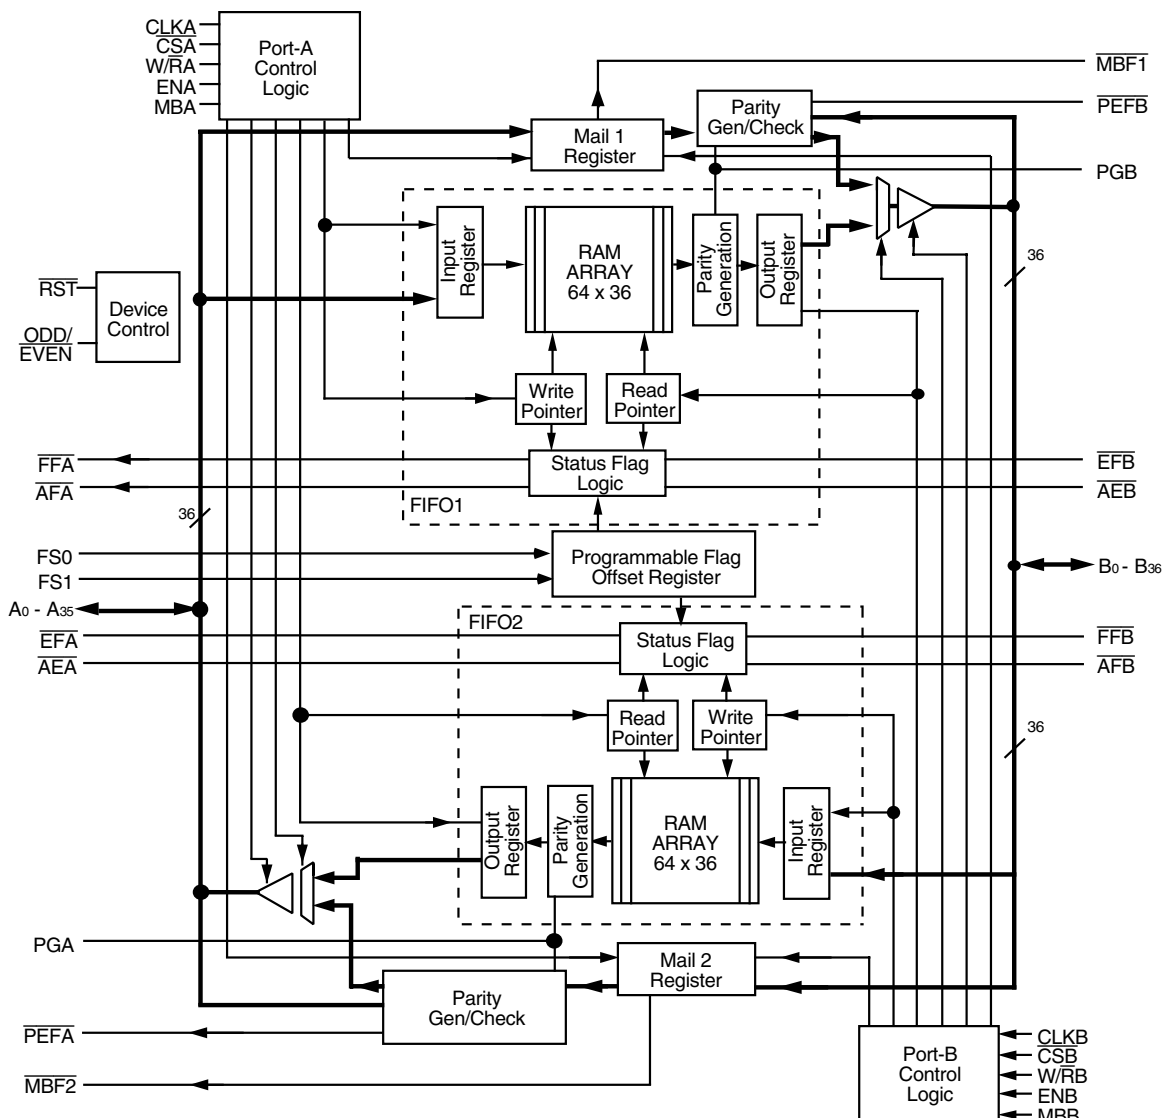 CLKA
CSA
W/RA
ENA
MBA
Port-A
Control
Logic
MBF1
Parity
Gen/Check
PEFB
Mail 1
Register
PGB
Input
Register
RAM
ARRAY
64 x 36
Parity
Generation
Output
Register
36
RST
ODD/
EVEN
Device
Control
Write
Pointer
Read
Pointer
FFA
AFA
Status Flag
Logic
EFB
AEB
FIFO1
36
FS0
FS1
Programmable Flag
Offset Register
A0 - A35
B0 - B36
FIFO2
EFA
AEA
Status Flag
Logic
FFB
AFB
Read
Pointer
Write
Pointer
36
Output
Register
Parity
Generation
RAM
ARRAY
64 x 36
Input
Register
PGA
Mail 2
Register
Parity
Gen/Check
PEFA
MBF2
Port-B
Control
Logic
CLKB
CSB
W/RB
ENB
MBB